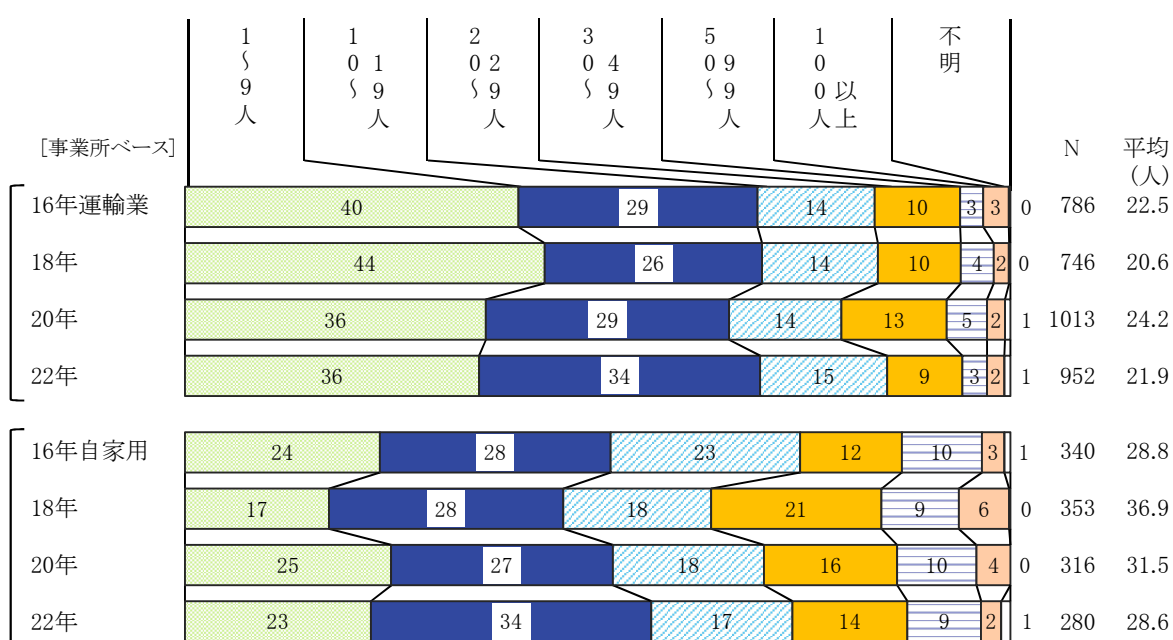 1〜9人
10〜19人
20〜29人
30〜49人
50〜99人
100人以上
不明
[事業所ベース] N 平均(人)
16年運輸業 40 29 14 10 3 3 0 786 22.5
18年 44 26 14 10 4 2 0 746 20.6
20年 36 29 14 13 5 2 1 1013 24.2
22年 36 34 15 9 3 2 1 952 21.9
16年自家用 24 28 23 12 10 3 1 340 28.8
18年 17 28 18 21 9 6 0 353 36.9
20年 25 27 18 16 10 4 0 316 31.5
22年 23 34 17 14 9 2 1 280 28.6